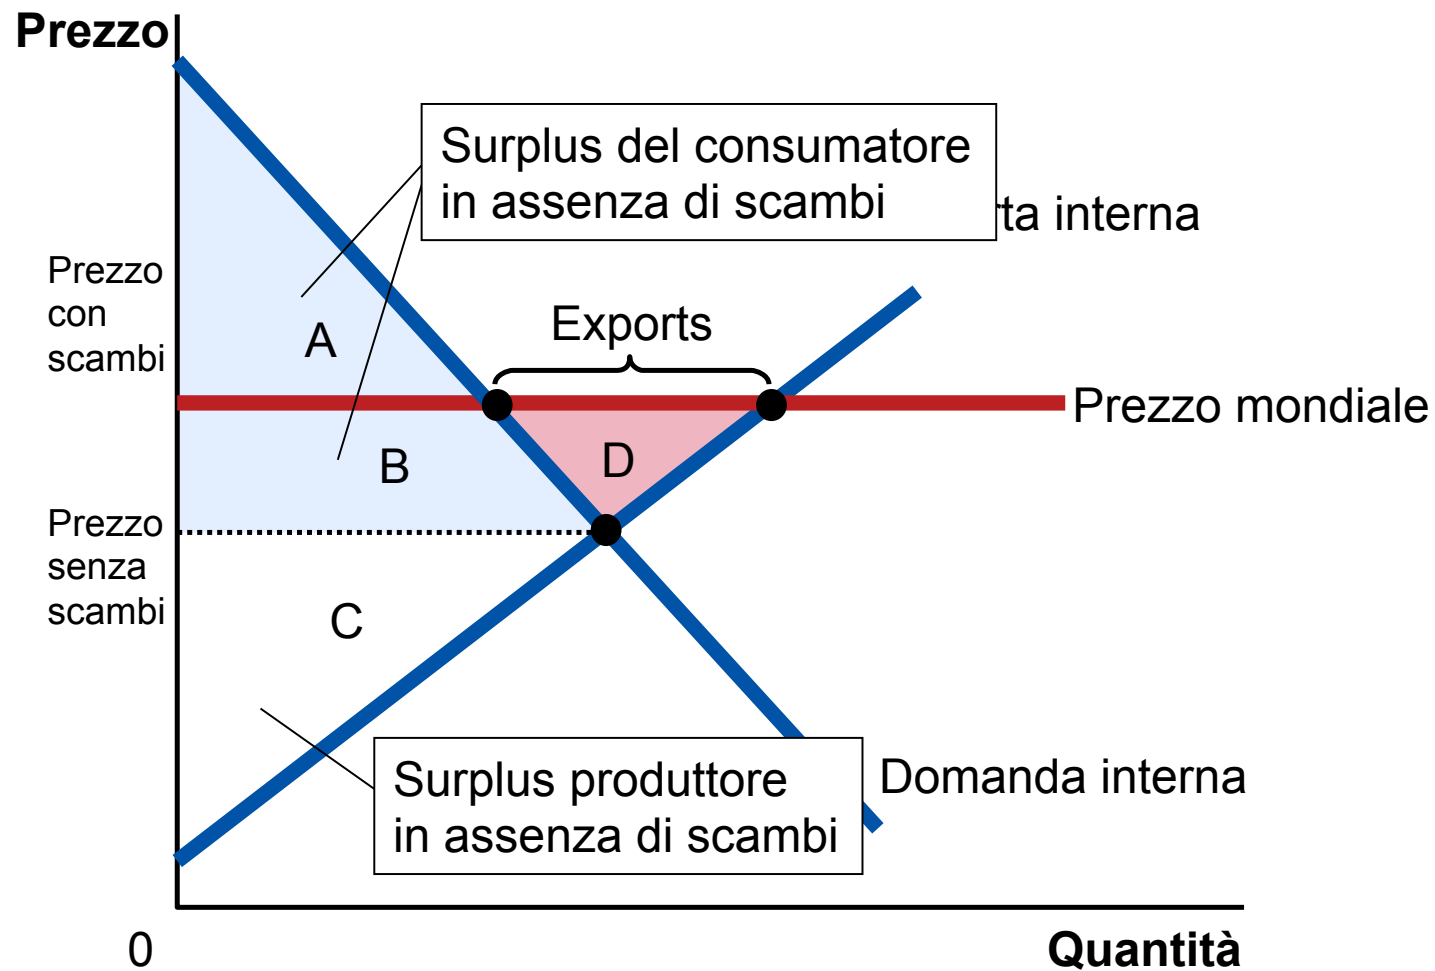 Prezzo
Surplus del consumatore
in assenza di scambi
ta interna
Prezzo
con
scambi
Exports
A
Prezzo mondiale
B
D
Prezzo
senza
scambi
C
Surplus produttore
in assenza di scambi
Domanda interna
0
Quantità